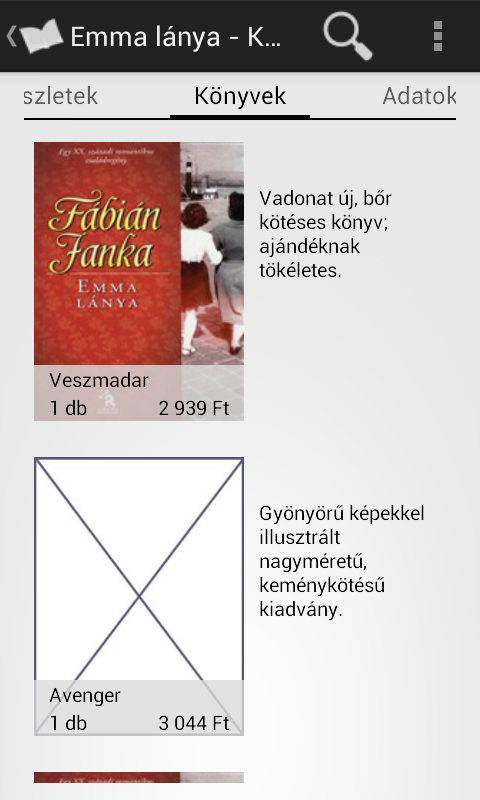 Emma lánya - K...
szletek
Könyvek
Adatok
Egy XX. századi romantikus
családregény
Fábián
Janka
EMMA
LÁNYA
Vadonat új, bőr
kötéses könyv;
ajándéknak
tökéletes.
Veszmadar
1 db 2 939 Ft
Gyönyörű képekkel
illusztrált
nagyméretű,
keménykötésű
kiadvány.
Avenger
1 db 3 044 Ft